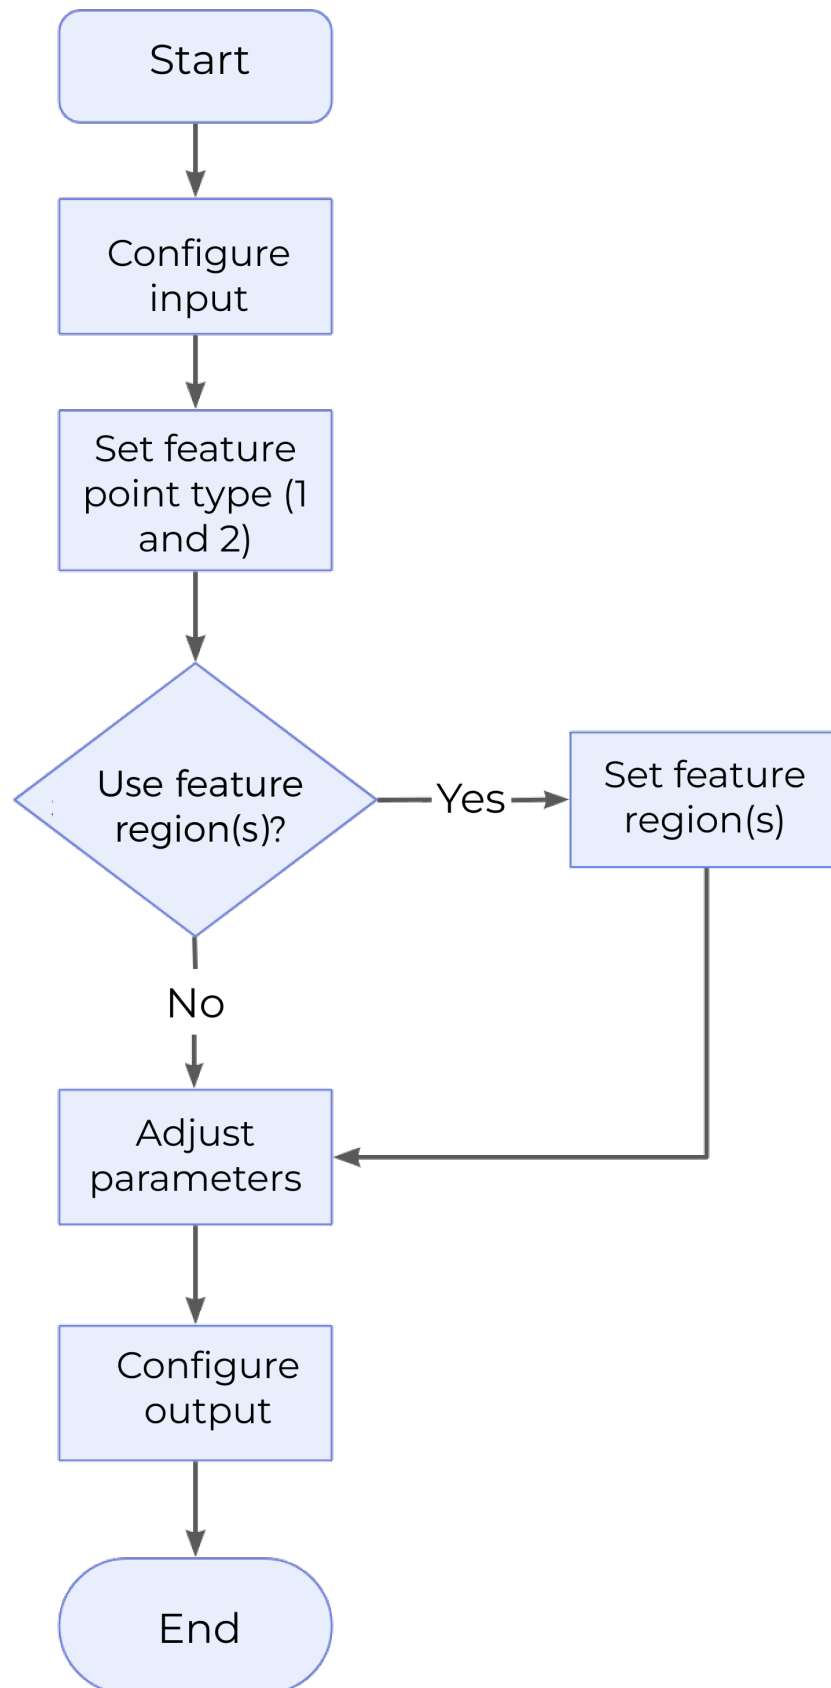 Start
Configure
input
Set feature
point type (1
and 2)
Use feature
region(s)?
Yes
Set feature
region(s)
No
Adjust
parameters
Configure
output
End